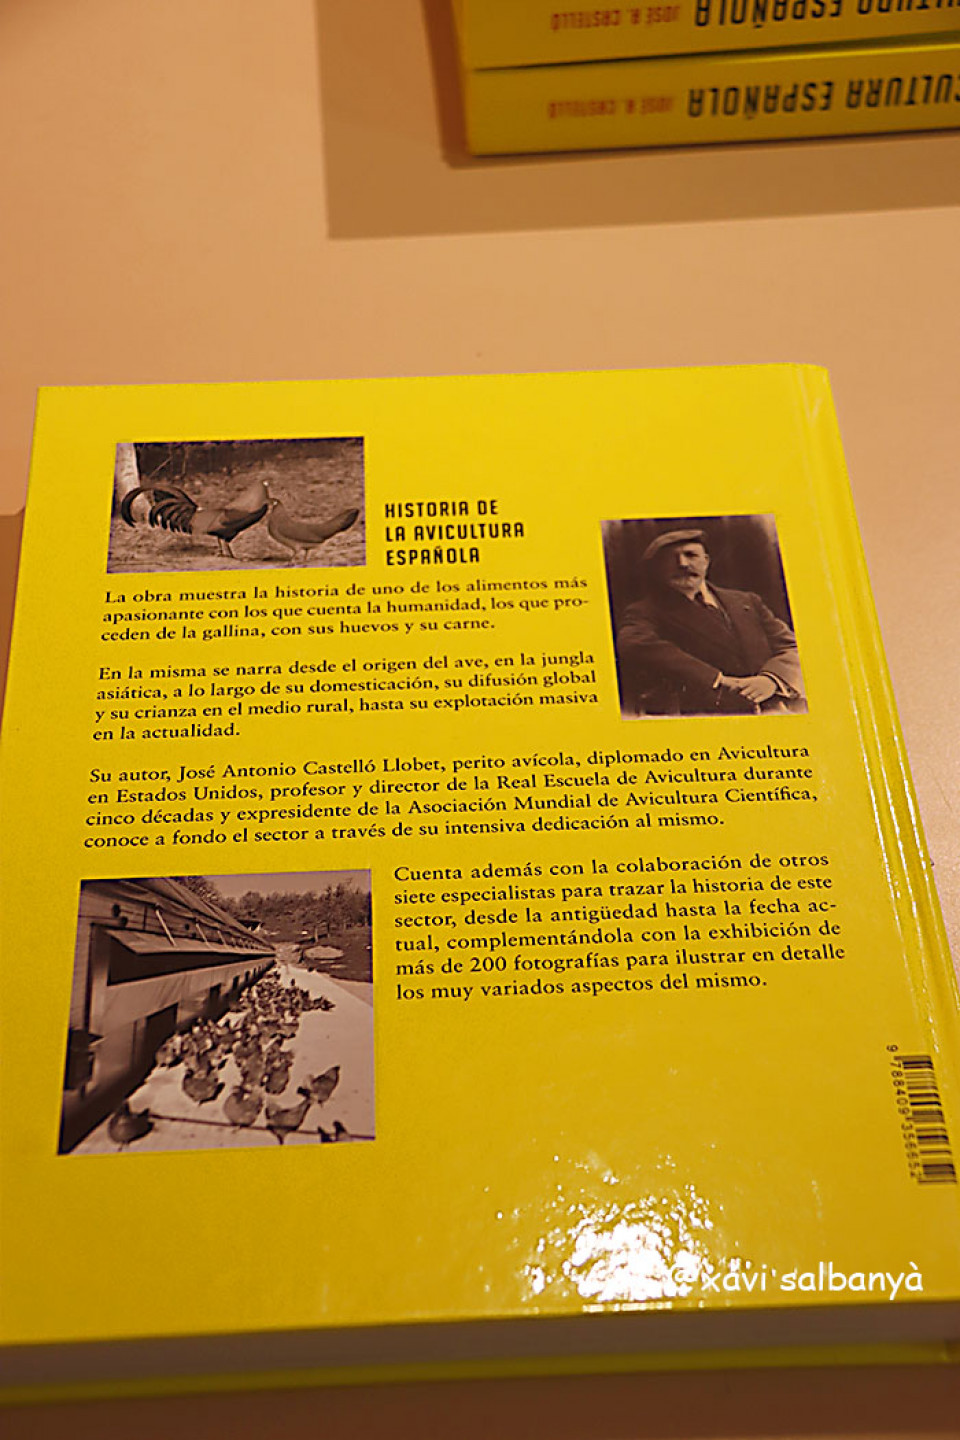 CULTURA ESPAÑOLA JOSÉ A. CASTELLÓ
CULTURA ESPAÑOLA JOSÉ A. CASTELLÓ
HISTORIA DE
LA AVICULTURA
ESPAÑOLA
La obra muestra la historia de uno de los alimentos más
apasionante con los que cuenta la humanidad, los que pro-
ceden de la gallina, con sus huevos y su carne.
En la misma se narra desde el origen del ave, en la jungla
asiática, a lo largo de su domesticación, su difusión global
y su crianza en el medio rural, hasta su explotación masiva
en la actualidad.
Su autor, José Antonio Castelló Llobet, perito avícola, diplomado en Avicultura
en Estados Unidos, profesor y director de la Real Escuela de Avicultura durante
cinco décadas y expresidente de la Asociación Mundial de Avicultura Científica,
conoce a fondo el sector a través de su intensiva dedicación al mismo.
Cuenta además con la colaboración de otros
siete especialistas para trazar la historia de este
sector, desde la antigüedad hasta la fecha ac-
tual, complementándola con la exhibición de
más de 200 fotografías para ilustrar en detalle
los muy variados aspectos del mismo.
9 788409 356652
@xavi salbanyà